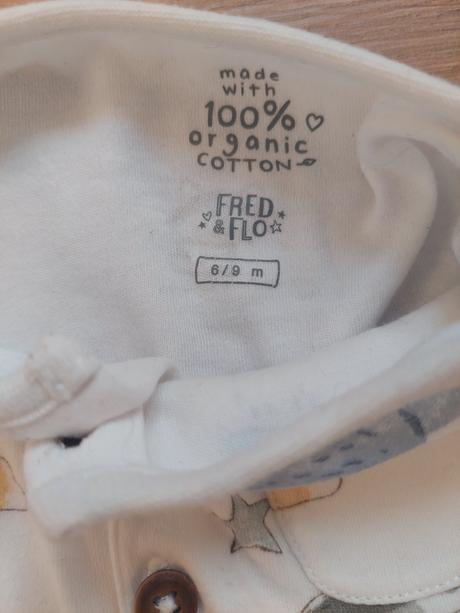 made
with
100%
organic
COTTON
FRED
& FLO
6/9 m